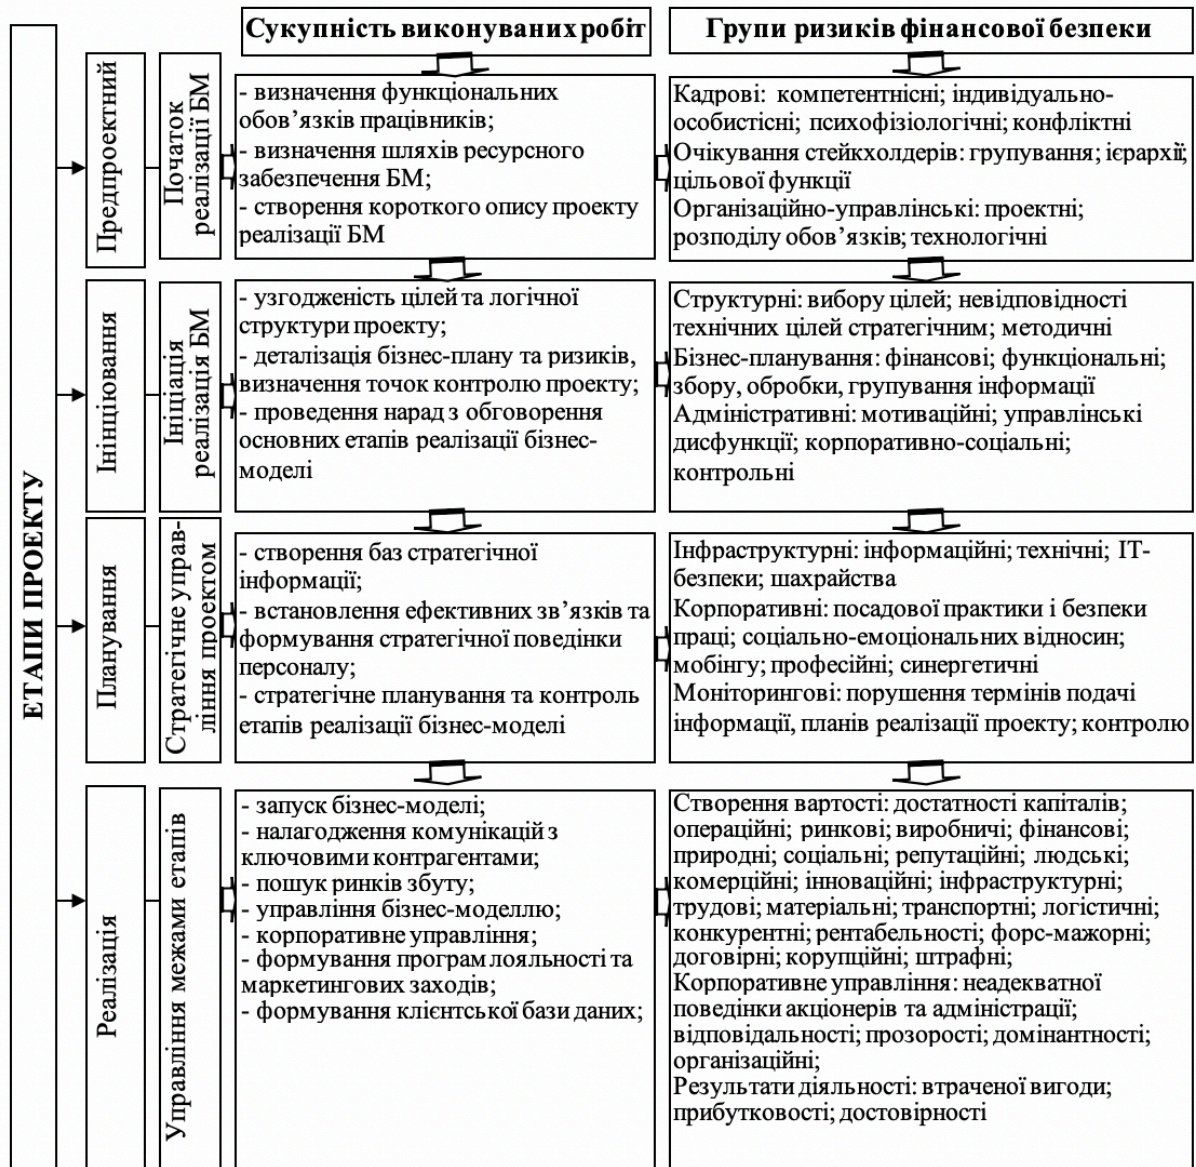 Сукупність виконуваних робіт
Групи ризиків фінансової безпеки
ЕТАПИ ПРОЕКТУ
Предпроектний
Початок
реалізації БМ
- визначення функціональних
обов’язків працівників;
- визначення шляхів ресурсного
забезпечення БМ;
- створення короткого опису проекту
реалізації БМ
Кадрові: компетентнісні; індивідуально-
особистісні; психофізіологічні; конфліктні
Очікування стейкхолдерів: групування; ієрархії;
цільової функції
Організаційно-управлінські: проектні;
розподілу обов’язків; технологічні
Інінціювання
Ініціація
реалізація БМ
- узгодженість цілей та логічної
структури проекту;
- деталізація бізнес-плану та ризиків,
визначення точок контролю проекту;
- проведення нарад з обговорення
основних етапів реалізації бізнес-
моделі
Структурні: вибору цілей; невідповідності
технічних цілей стратегічним; методичні
Бізнес-планування: фінансові; функціональні;
збору, обробки, групування інформації
Адміністративні: мотиваційні; управлінські
дисфункції; корпоративно-соціальні;
контрольні
Планування
Стратегічне управ-
ління проектом
- створення баз стратегічної
інформації;
- встановлення ефективних зв’язків та
формування стратегічної поведінки
персоналу;
- стратегічне планування та контроль
етапів реалізації бізнес-моделі
Інфраструктурні: інформаційні; технічні; ІТ-
безпеки; шахрайства
Корпоративні: посадової практики і безпеки
праці; соціально-емоціональних відносин;
мобінгу; професійні; синергетичні
Моніторингові: порушення термінів подачі
інформації, планів реалізації проекту; контролю
Реалізація
Управління межами етапів
- запуск бізнес-моделі;
- налагодження комунікацій з
ключовими контрагентами;
- пошук ринків збуту;
- управління бізнес-моделлю;
- корпоративне управління;
- формування програм лояльності та
маркетингових заходів;
- формування клієнтської бази даних;
Створення вартості: достатності капіталів;
операційні; ринкові; виробничі; фінансові;
природні; соціальні; репутаційні; людські;
комерційні; інноваційні; інфраструктурні;
трудові; матеріальні; транспортні; логістичні;
конкурентні; рентабельності; форс-мажорні;
договірні; корупційні; штрафні;
Корпоративне управління: неадекватної
поведінки акціонерів та адміністрації;
відповідальності; прозорості; домінантності;
організаційні;
Результати діяльності: втраченої вигоди;
прибутковості; достовірності